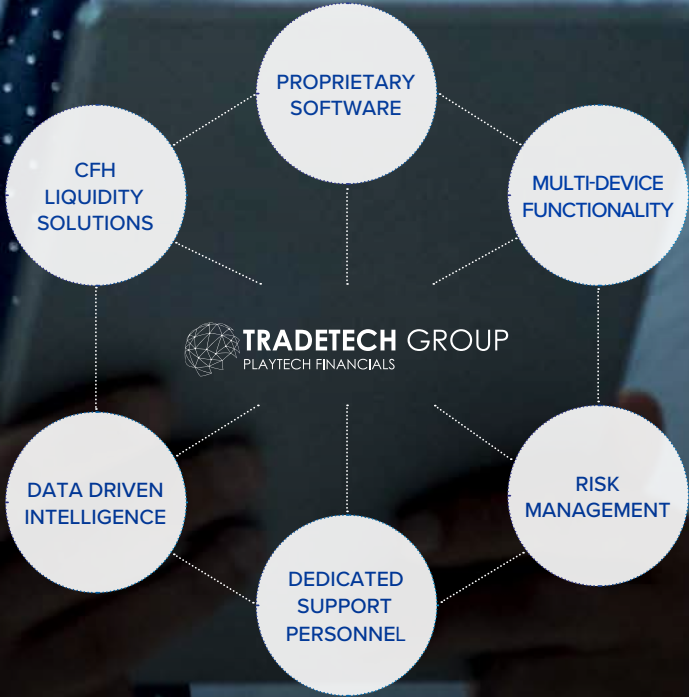 PROPRIETARY
SOFTWARE
CFH
LIQUIDITY
SOLUTIONS
MULTI-DEVICE
FUNCTIONALITY
TRADETECH GROUP
PLAYTECH FINANCIALS
DATA DRIVEN
INTELLIGENCE
RISK
MANAGEMENT
DEDICATED
SUPPORT
PERSONNEL